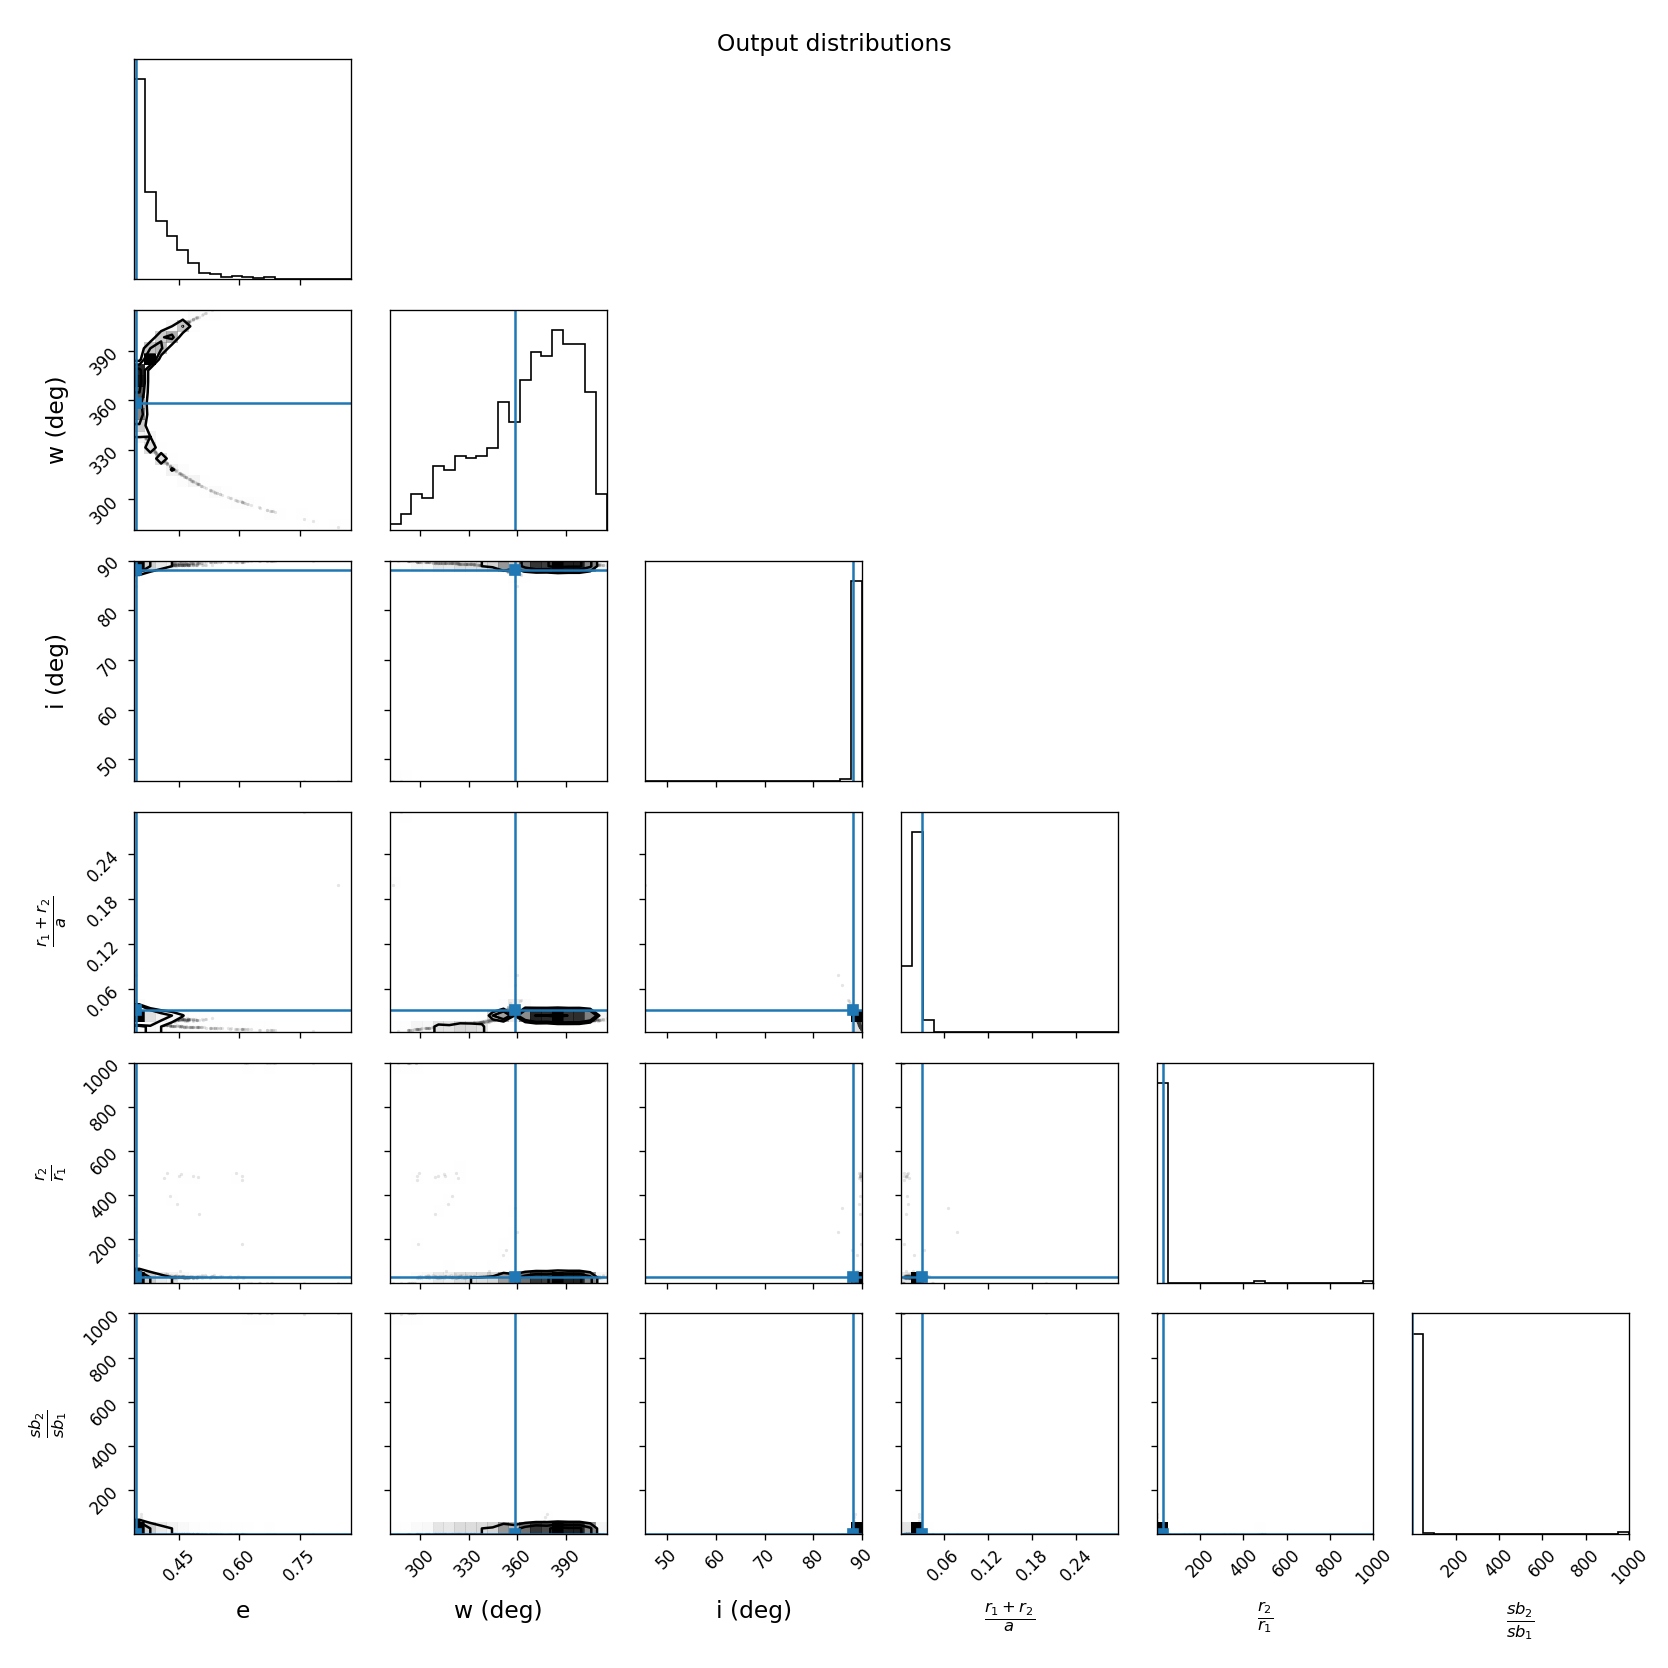 Output distributions
w (deg)
390
360
330
300
i (deg)
90
80
70
60
50
r₁ + r₂
a
0.24
0.18
0.12
0.06
r₂
r₁
1000
800
600
400
200
sb₂
sb₁
1000
800
600
400
200
0.45 0.60 0.75
300 330 360 390
50 60 70 80 90
0.06 0.12 0.18 0.24
200 400 600 800 1000
200 400 600 800 1000
e
w (deg)
i (deg)
r₁ + r₂
a
r₂
r₁
sb₂
sb₁